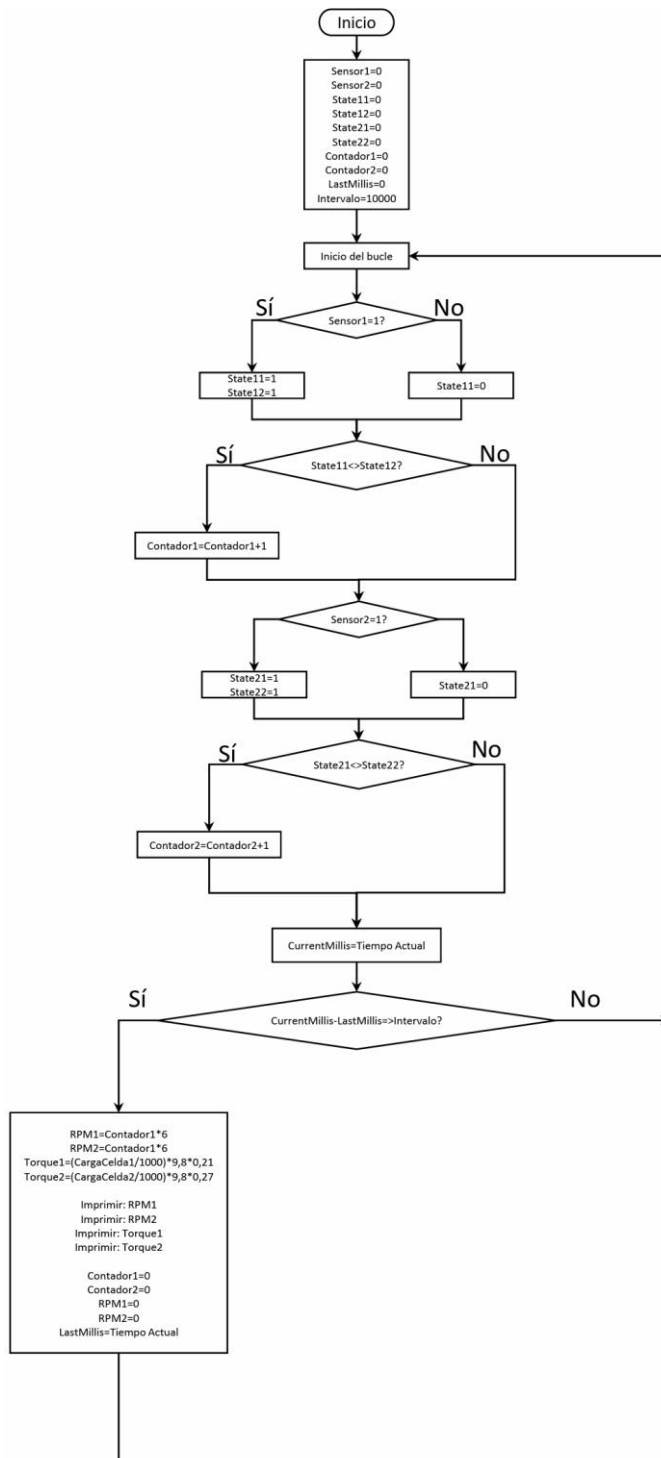 Inicio
Sensor1=0
Sensor2=0
State11=0
State12=0
State21=0
State22=0
Contador1=0
Contador2=0
LastMillis=0
Intervalo=10000
Inicio del bucle
Sí
No
Sensor1=1?
State11=1
State12=1
State11=0
Sí
No
State11<>State12?
Contador1=Contador1+1
Sensor2=1?
State21=1
State22=1
State21=0
Sí
No
State21<>State22?
Contador2=Contador2+1
CurrentMillis=Tiempo Actual
Sí
No
CurrentMillis-LastMillis=>Intervalo?
RPM1=Contador1*6
RPM2=Contador1*6
Torque1=(CargaCelda1/1000)*9,8*0,21
Torque2=(CargaCelda2/1000)*9,8*0,27
Imprimir: RPM1
Imprimir: RPM2
Imprimir: Torque1
Imprimir: Torque2
Contador1=0
Contador2=0
RPM1=0
RPM2=0
LastMillis=Tiempo Actual